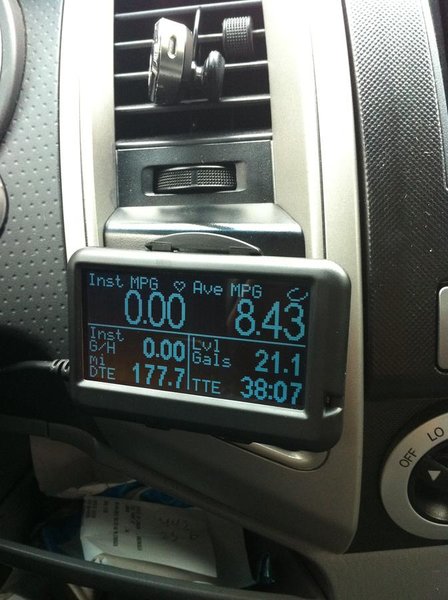 Inst MPG ♡ Ave MPG
0.00 8.43
Inst G/H 0.00
Lvl Gals 21.1
Mi DTE 177.7
TTE 38:07
OFF LO